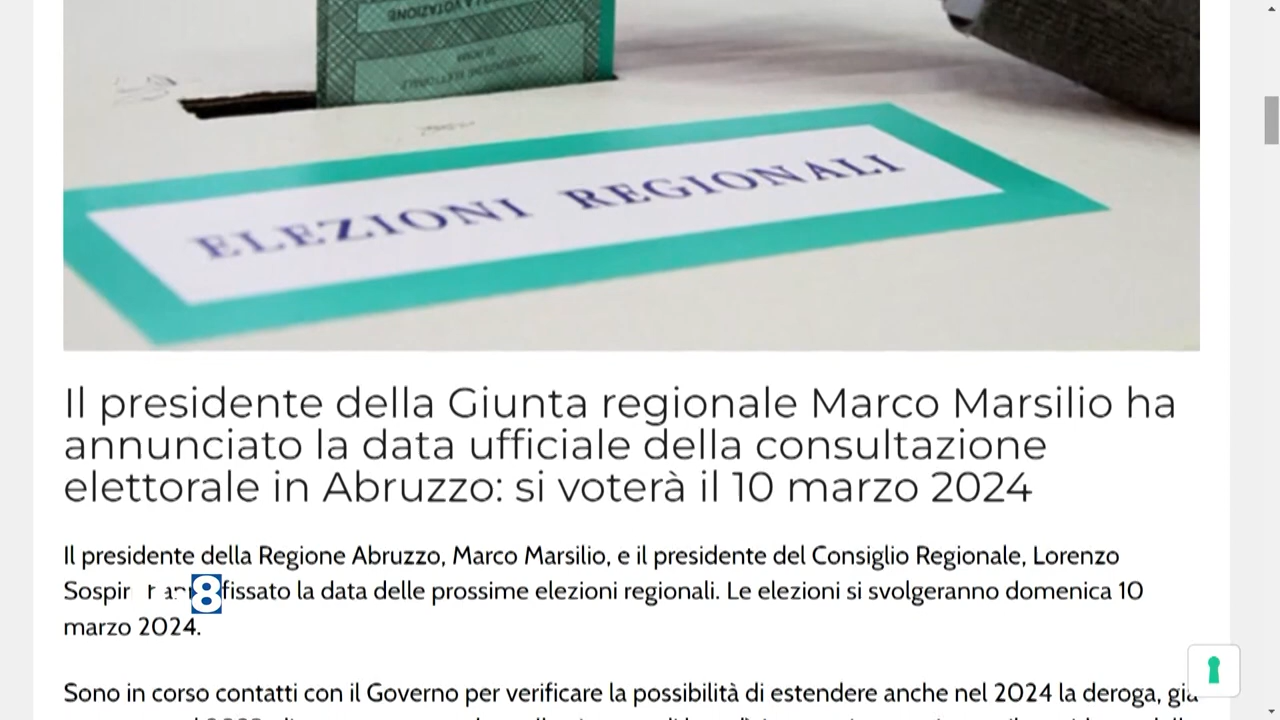 ELEZIONI REGIONALI
Il presidente della Giunta regionale Marco Marsilio ha
annunciato la data ufficiale della consultazione
elettorale in Abruzzo: si voterà il 10 marzo 2024
Il presidente della Regione Abruzzo, Marco Marsilio, e il presidente del Consiglio Regionale, Lorenzo
8 fissato la data delle prossime elezioni regionali. Le elezioni si svolgeranno domenica 10
marzo 2024.
Sono in corso contatti con il Governo per verificare la possibilità di estendere anche nel 2024 la deroga, già